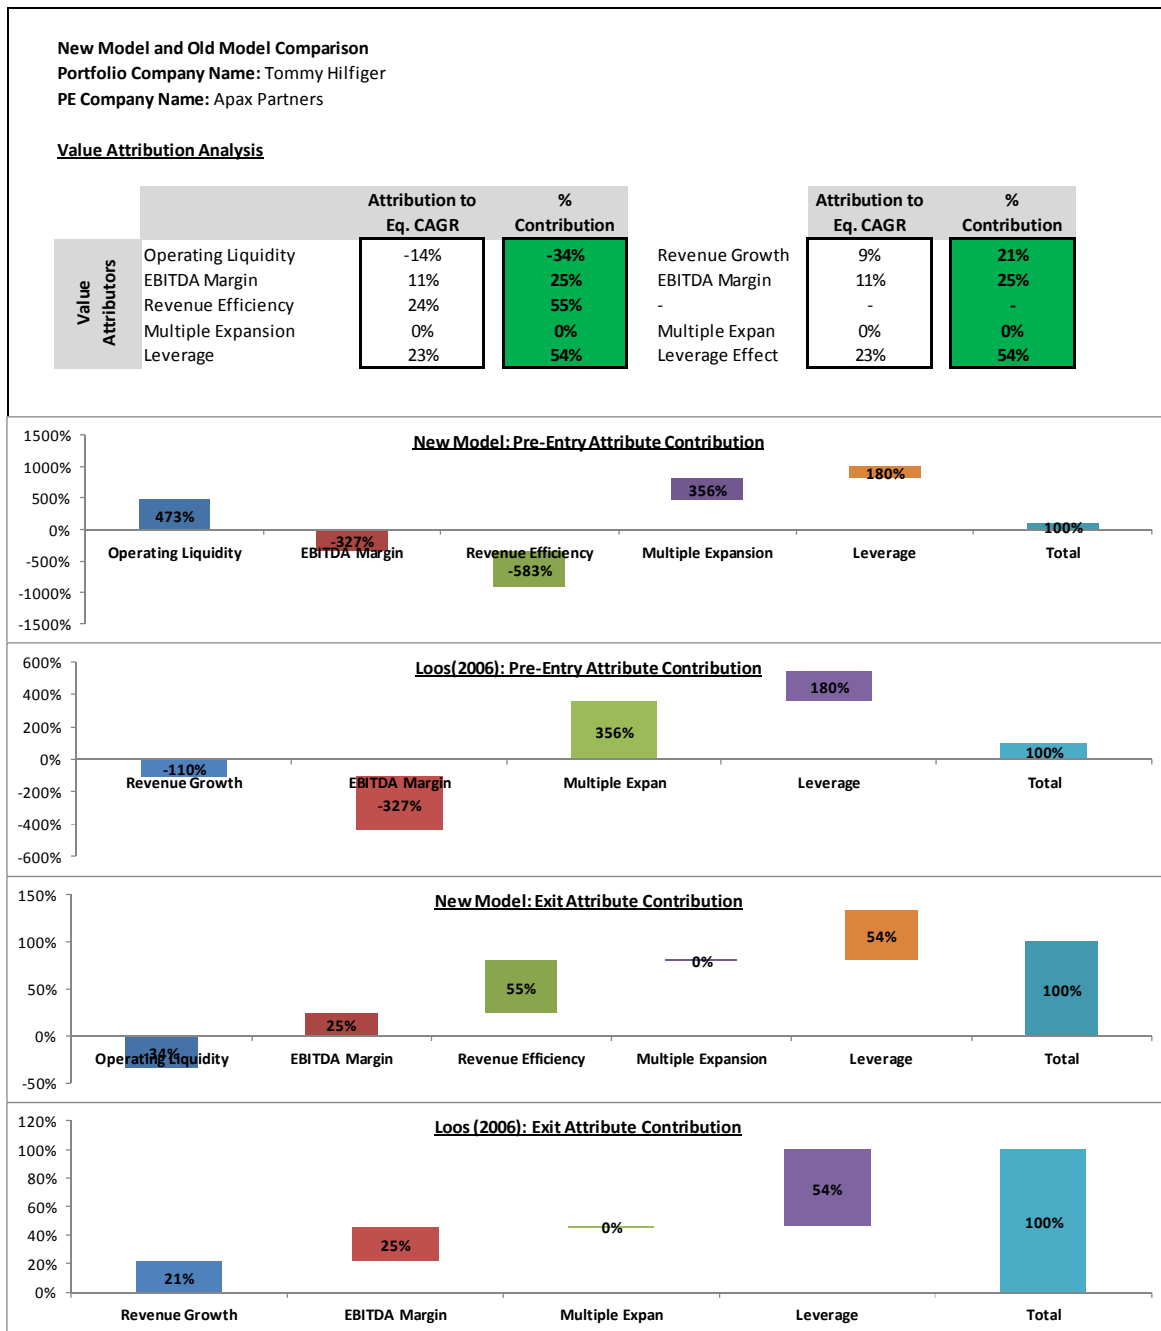 New Model and Old Model Comparison
Portfolio Company Name: Tommy Hilfiger
PE Company Name: Apax Partners
Value Attribution Analysis
Attribution to Eq. CAGR % Contribution Attribution to Eq. CAGR % Contribution
Value Attributors
Operating Liquidity -14% -34% Revenue Growth 9% 21%
EBITDA Margin 11% 25% EBITDA Margin 11% 25%
Revenue Efficiency 24% 55% - - -
Multiple Expansion 0% 0% Multiple Expan 0% 0%
Leverage 23% 54% Leverage Effect 23% 54%
New Model: Pre-Entry Attribute Contribution
1500%
1000%
500%
0%
-500%
-1000%
-1500%
473% -327% -583% 356% 180% 100%
Operating Liquidity EBITDA Margin Revenue Efficiency Multiple Expansion Leverage Total
Loos(2006): Pre-Entry Attribute Contribution
600%
400%
200%
0%
-200%
-400%
-600%
-110% -327% 356% 180% 100%
Revenue Growth EBITDA Margin Multiple Expan Leverage Total
New Model: Exit Attribute Contribution
150%
100%
50%
0%
-50%
-34% 25% 55% 0% 54% 100%
Operating Liquidity EBITDA Margin Revenue Efficiency Multiple Expansion Leverage Total
Loos (2006): Exit Attribute Contribution
120%
100%
80%
60%
40%
20%
0%
21% 25% 0% 54% 100%
Revenue Growth EBITDA Margin Multiple Expan Leverage Total